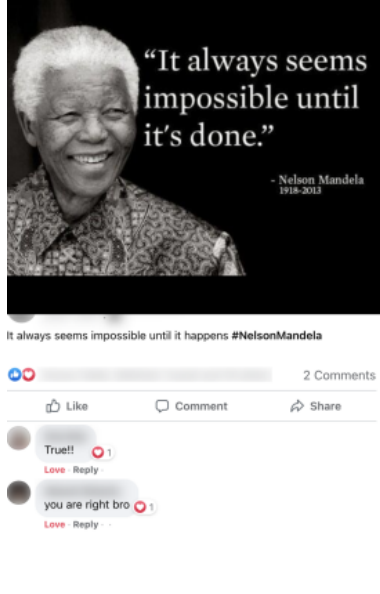 “It always seems
impossible until
it's done.”
- Nelson Mandela
1918-2013
It always seems impossible until it happens #NelsonMandela
2 Comments
Like Comment Share
True!! 1
Love · Reply ·
you are right bro 1
Love · Reply · ·